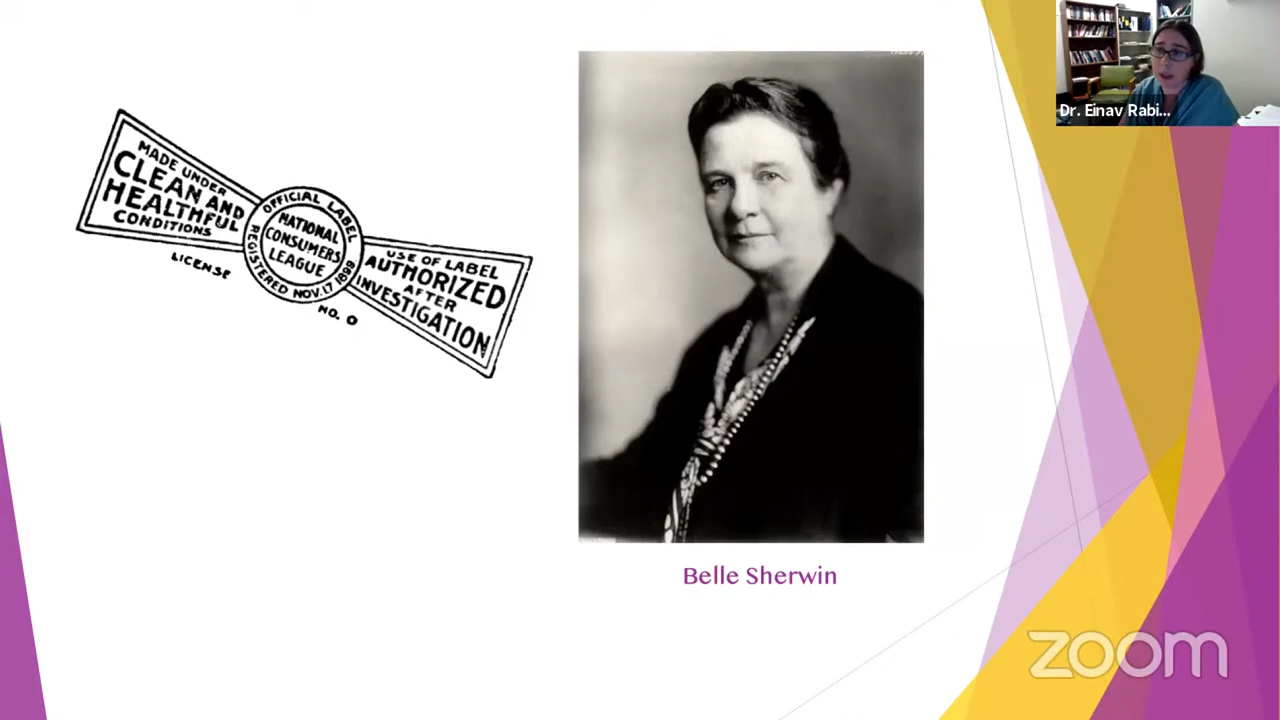 MADE UNDER
CLEAN AND
HEALTHFUL
CONDITIONS
LICENSE
OFFICIAL LABEL
NATIONAL
CONSUMERS
LEAGUE
REGISTERED NOV. 17 1899
NO. 0
USE OF LABEL
AUTHORIZED
AFTER
INVESTIGATION
Belle Sherwin
Dr. Einav Rabi...
zoom